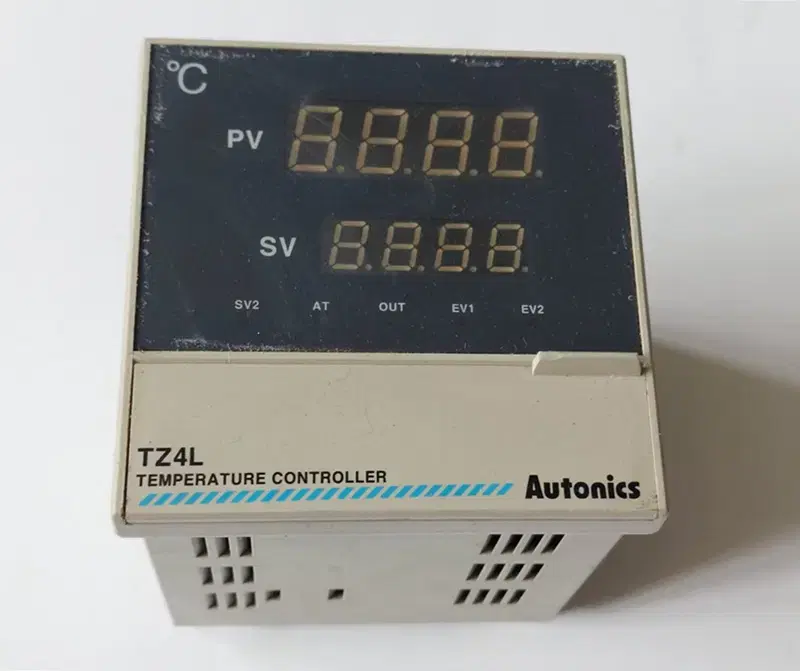 °C
PV 8.8.8.8.
SV 8.8.8.8.
SV2 AT OUT EV1 EV2
TZ4L
TEMPERATURE CONTROLLER
Autonics